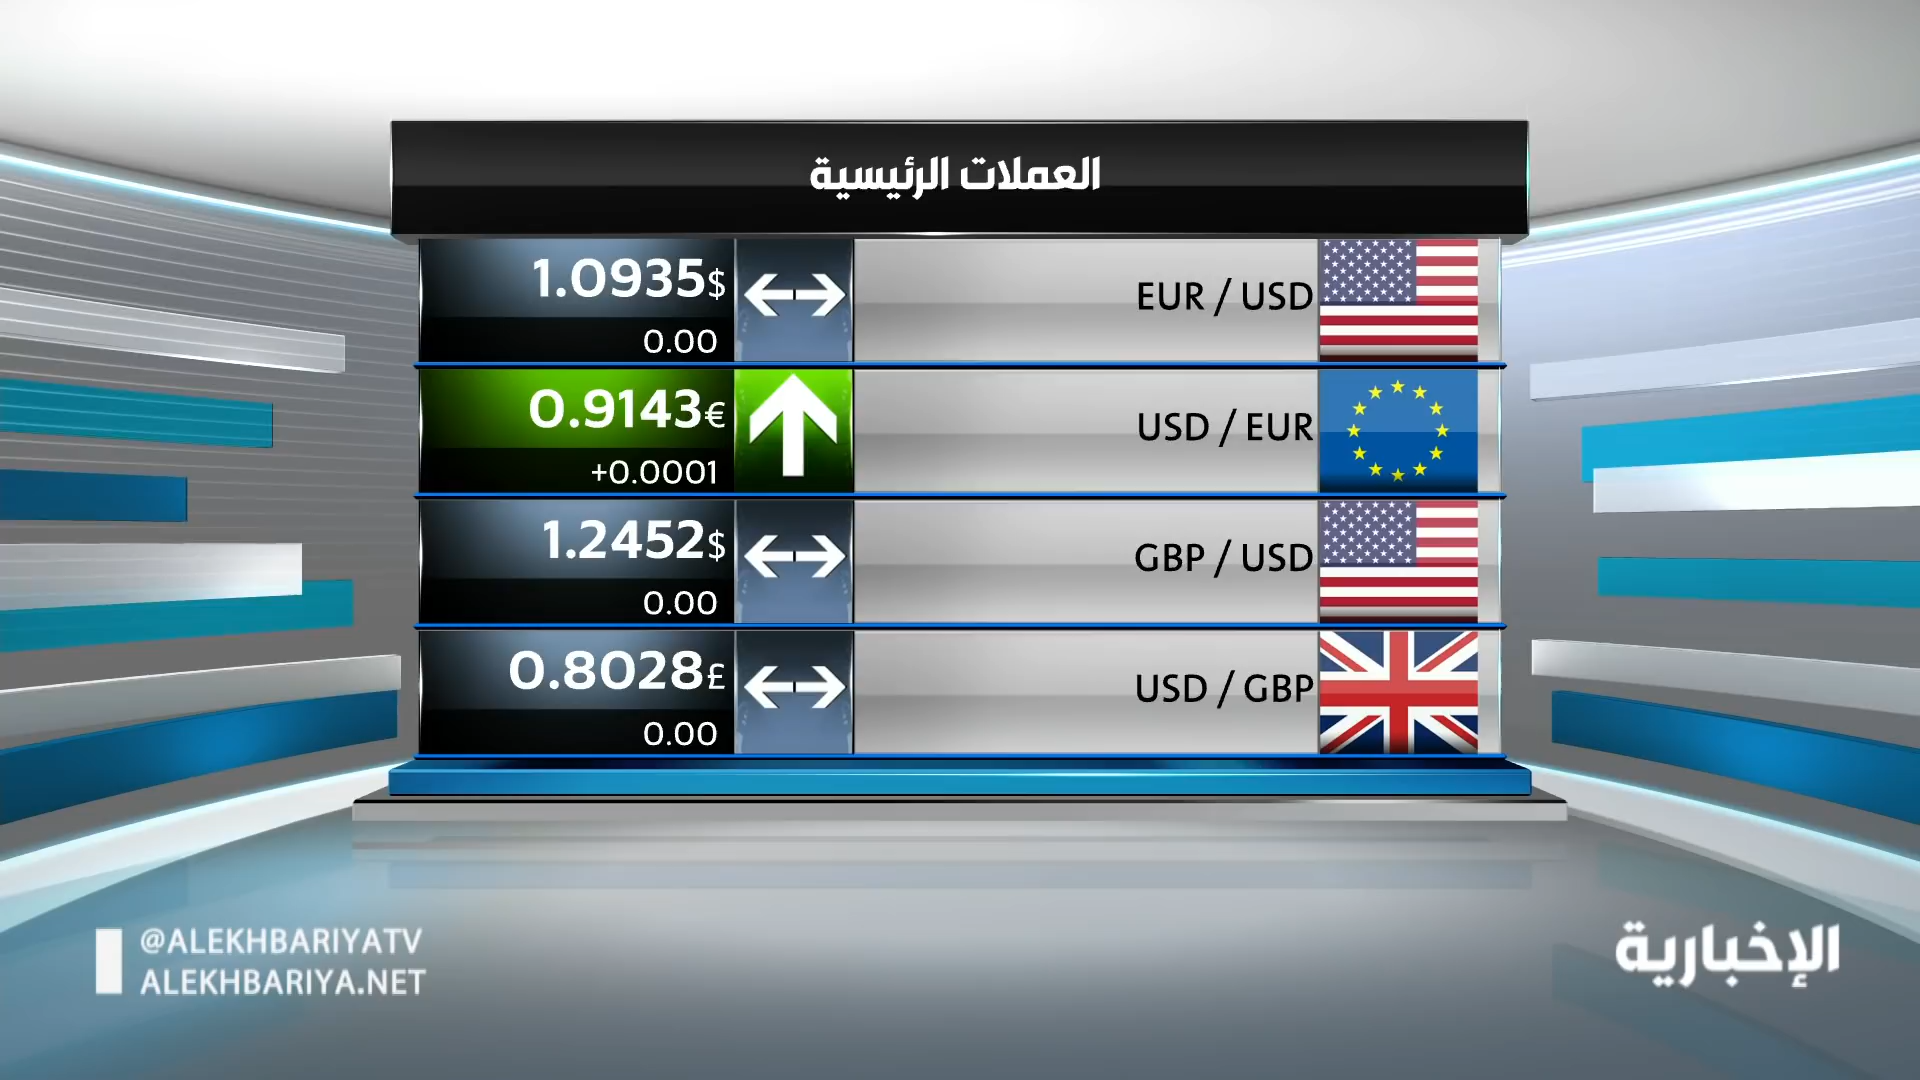 العملات الرئيسية
1.0935$ EUR / USD
0.00
0.9143€ USD / EUR
+0.0001
1.2452$ GBP / USD
0.00
0.8028£ USD / GBP
0.00
@ALEKHBARIYATV
ALEKHBARIYA.NET
الإخبارية